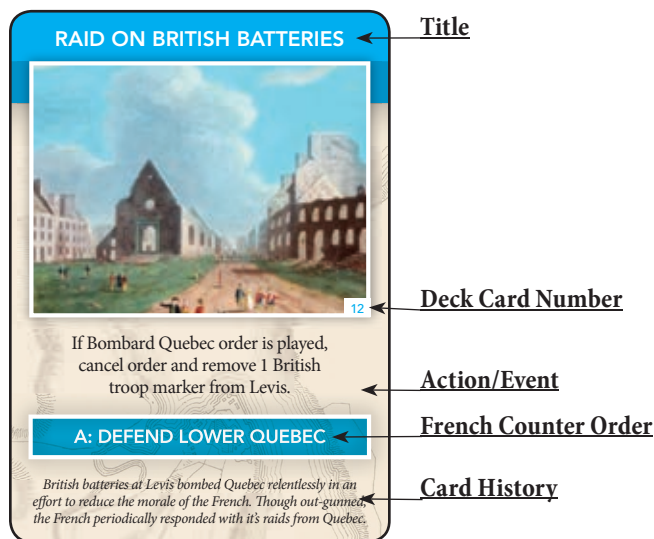 RAID ON BRITISH BATTERIES
Title
12
Deck Card Number
If Bombard Quebec order is played,
cancel order and remove 1 British
troop marker from Levis.
Action/Event
A: DEFEND LOWER QUEBEC
French Counter Order
British batteries at Levis bombed Quebec relentlessly in an
effort to reduce the morale of the French. Though out-gunned,
the French periodically responded with it's raids from Quebec.
Card History